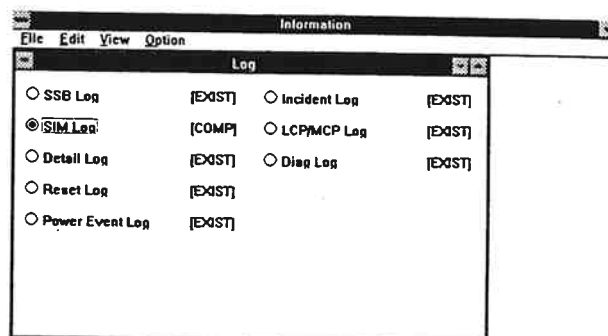 Information
File Edit View Option
Log
SSB Log [EXIST] Incident Log [EXIST]
SIM Log [COMP] LCP/MCP Log [EXIST]
Detail Log [EXIST] Diag Log [EXIST]
Reset Log [EXIST]
Power Event Log [EXIST]